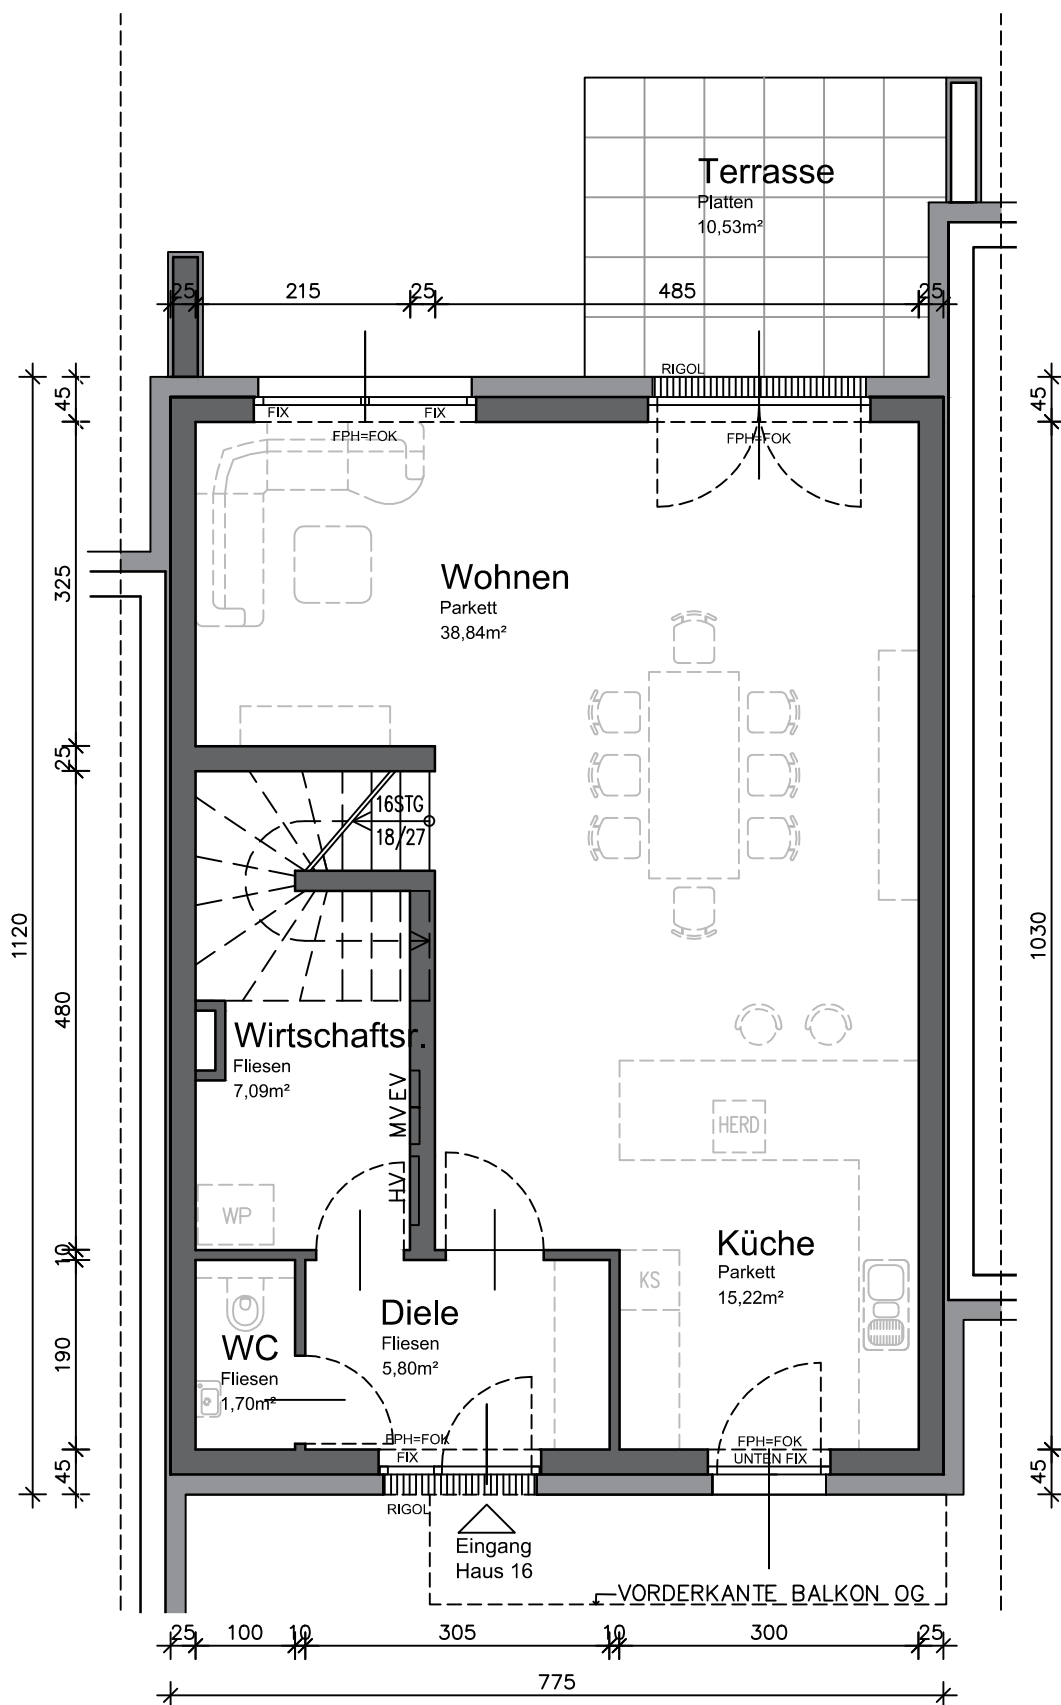 Terrasse
Platten
10,53m²
25
215
25
485
25
RIGOL
45
45
FIX
FIX
FPH=FOK
FPH=FOK
Wohnen
Parkett
38,84m²
325
25
16STG
18/27
1120
1030
480
Wirtschaftsr.
Fliesen
7,09m²
MV
EV
HV
HERD
WP
10
Küche
Parkett
15,22m²
KS
Diele
Fliesen
5,80m²
WC
Fliesen
1,70m²
190
FPH=FOK
FIX
FPH=FOK
UNTEN FIX
45
45
RIGOL
Eingang
Haus 16
VORDERKANTE BALKON OG
25
100
10
305
10
300
25
775